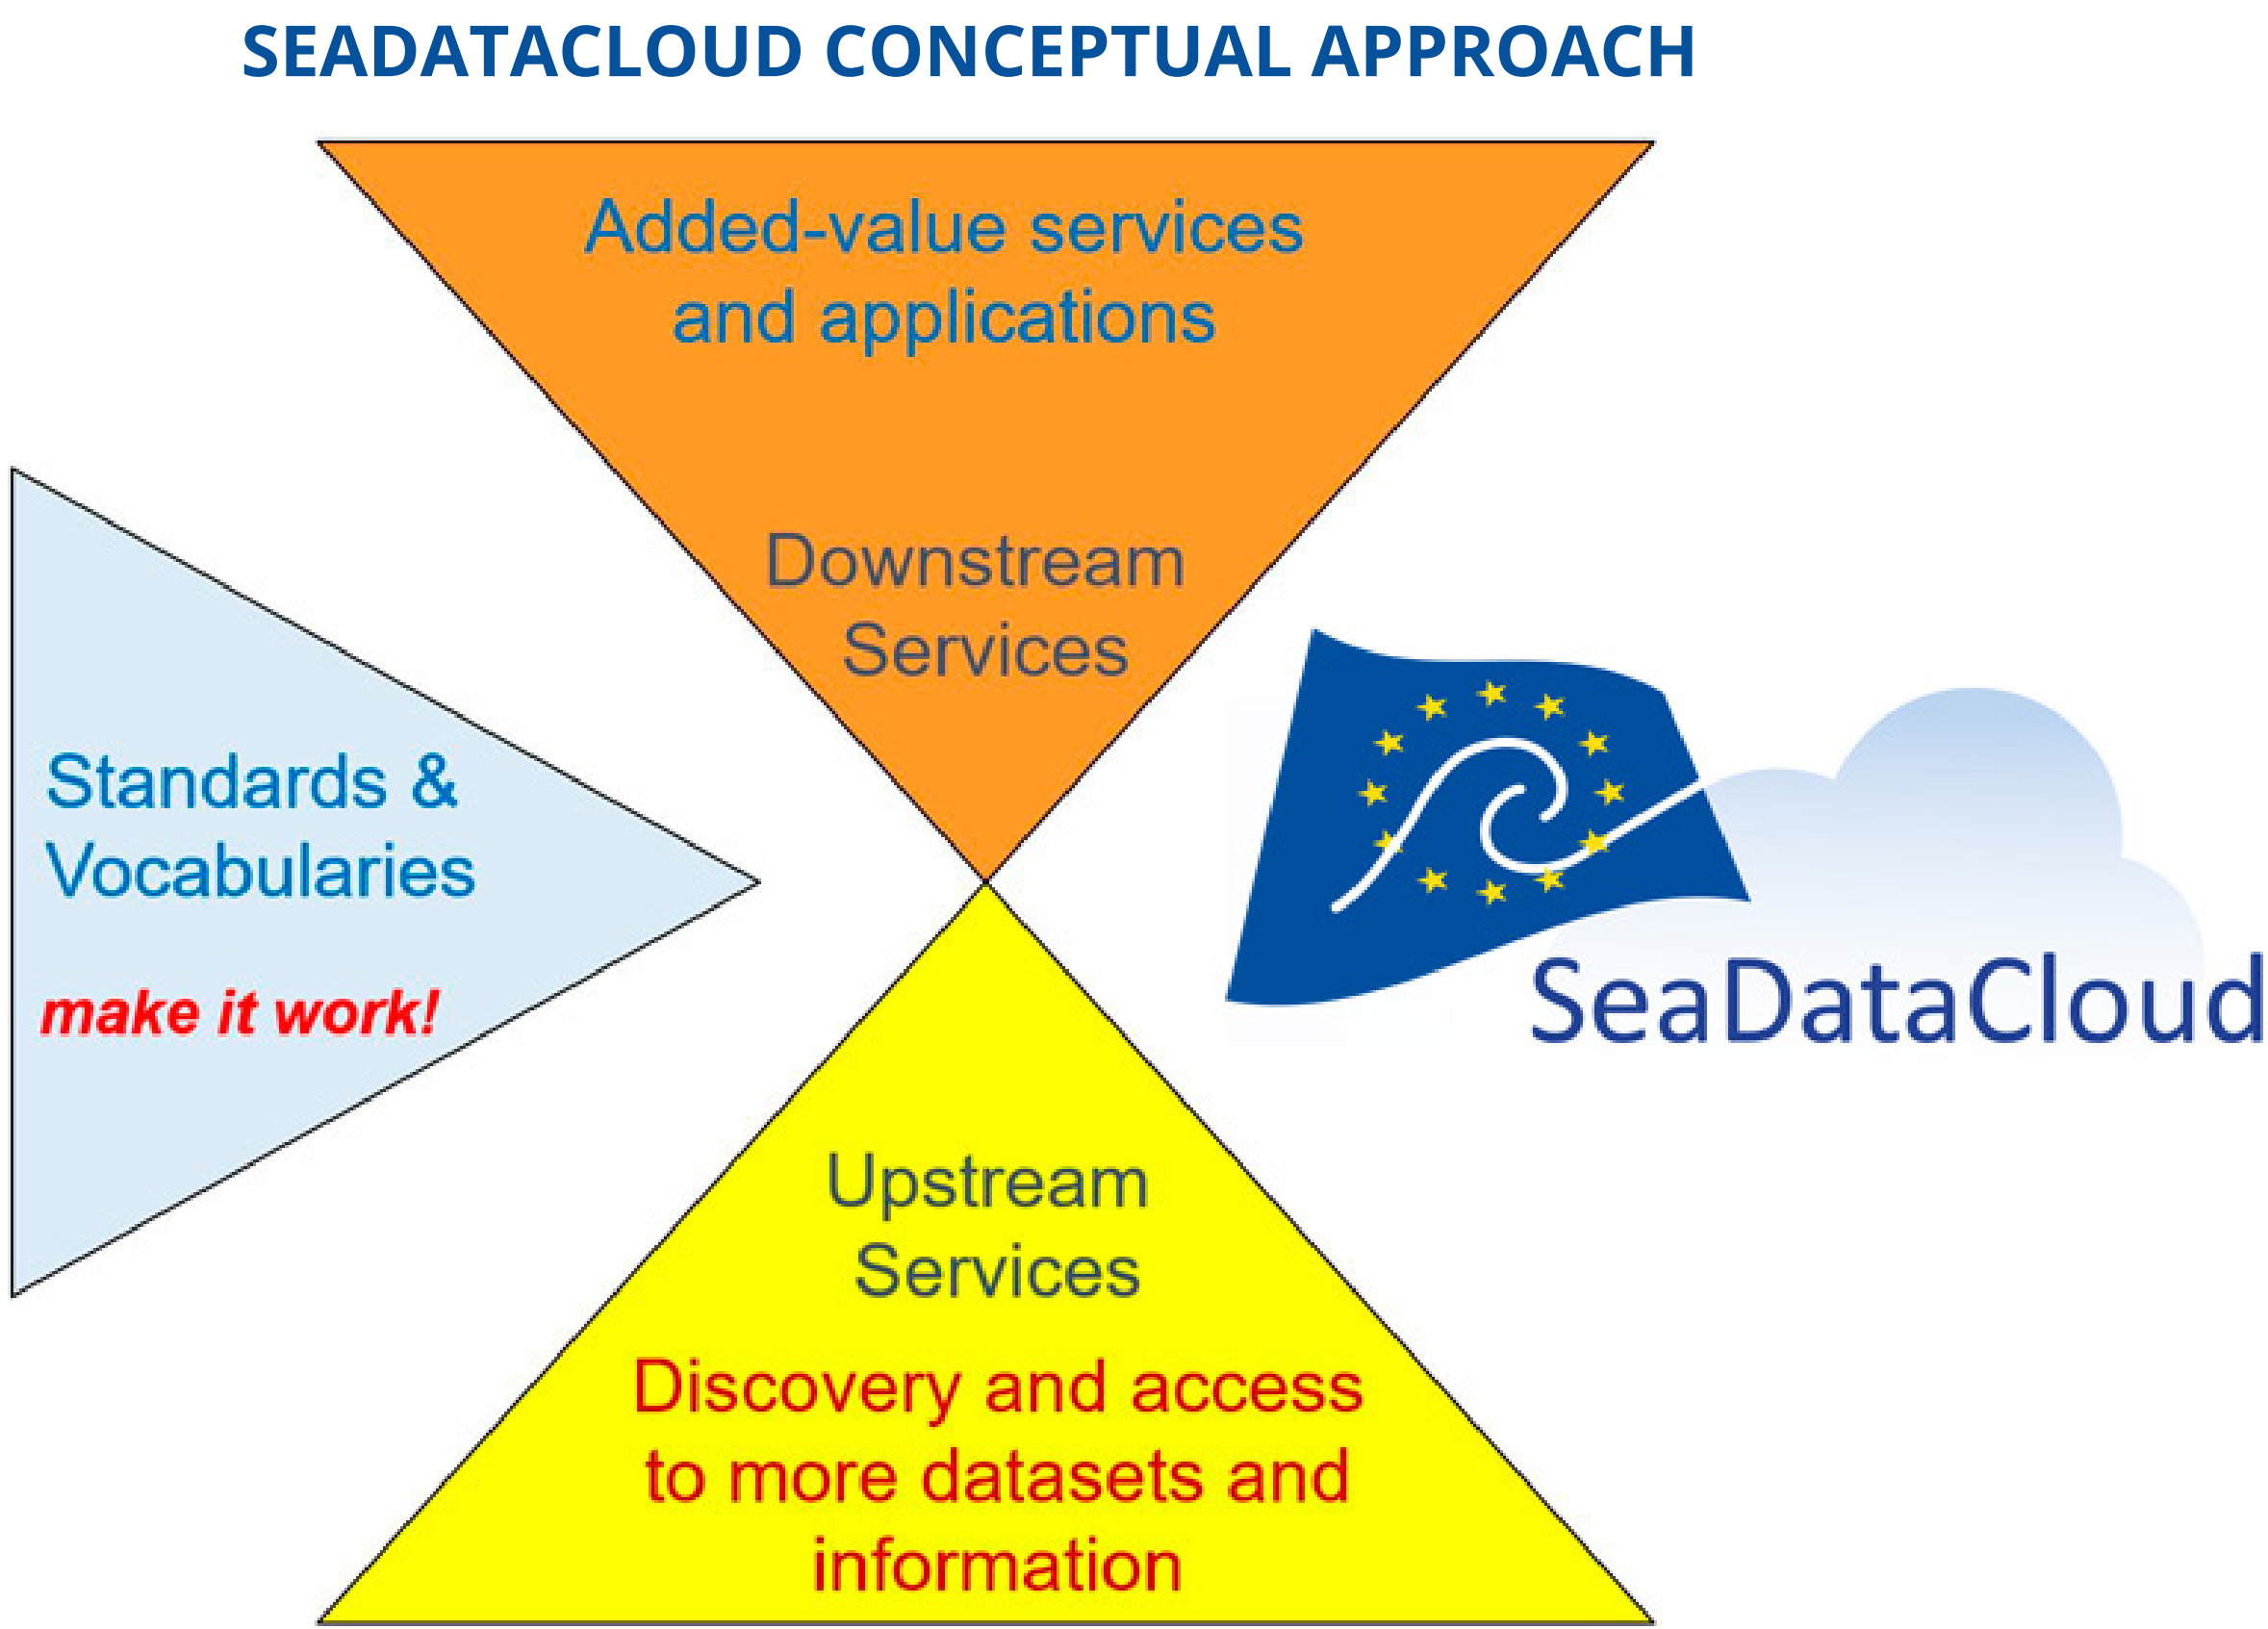 SEADATACLOUD CONCEPTUAL APPROACH
Added-value services
and applications
Downstream
Services
Standards &
Vocabularies
make it work!
SeaDataCloud
Upstream
Services
Discovery and access
to more datasets and
information